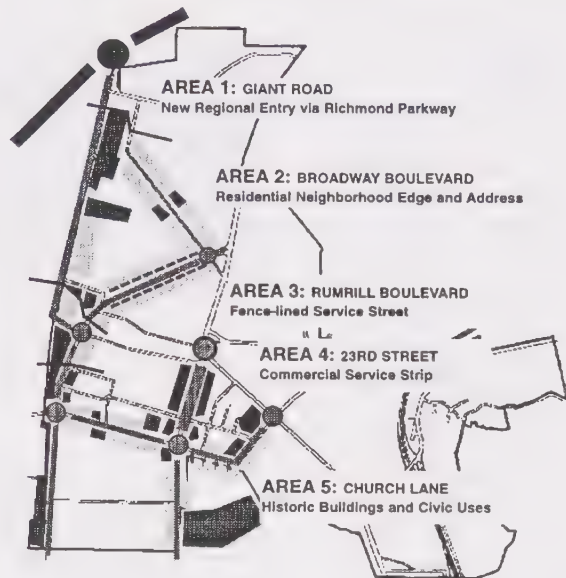 AREA 1: GIANT ROAD
New Regional Entry via Richmond Parkway
AREA 2: BROADWAY BOULEVARD
Residential Neighborhood Edge and Address
AREA 3: RUMRILL BOULEVARD
Fence-lined Service Street
AREA 4: 23RD STREET
Commercial Service Strip
AREA 5: CHURCH LANE
Historic Buildings and Civic Uses